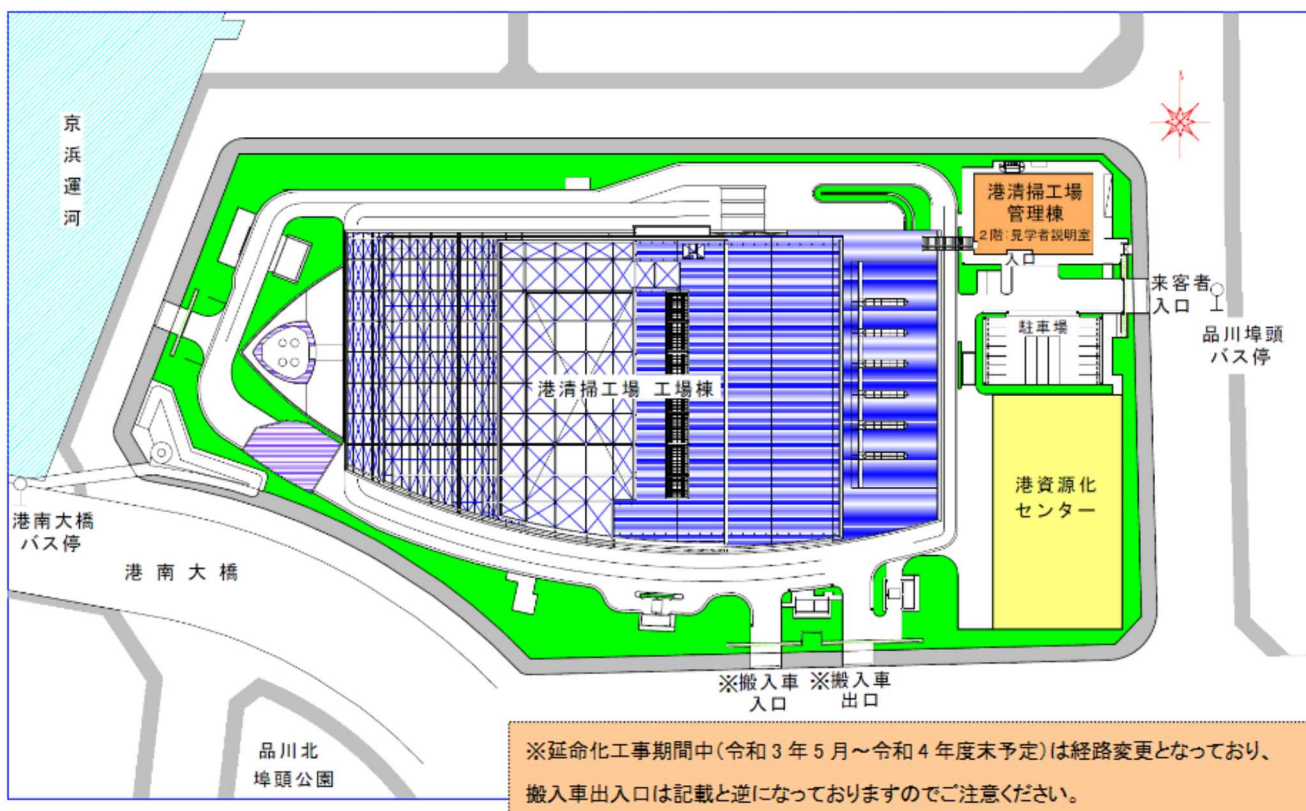 京浜運河
港清掃工場
管理棟
2階:見学者説明室
入口
来客者
入口
駐車場
品川埠頭
バス停
港清掃工場 工場棟
港資源化
センター
港南大橋
バス停
港南大橋
※搬入車
入口
※搬入車
出口
品川北
埠頭公園
※延命化工事期間中(令和3年5月～令和4年度末予定)は経路変更となっており、
搬入車出入口は記載と逆になっておりますのでご注意ください。